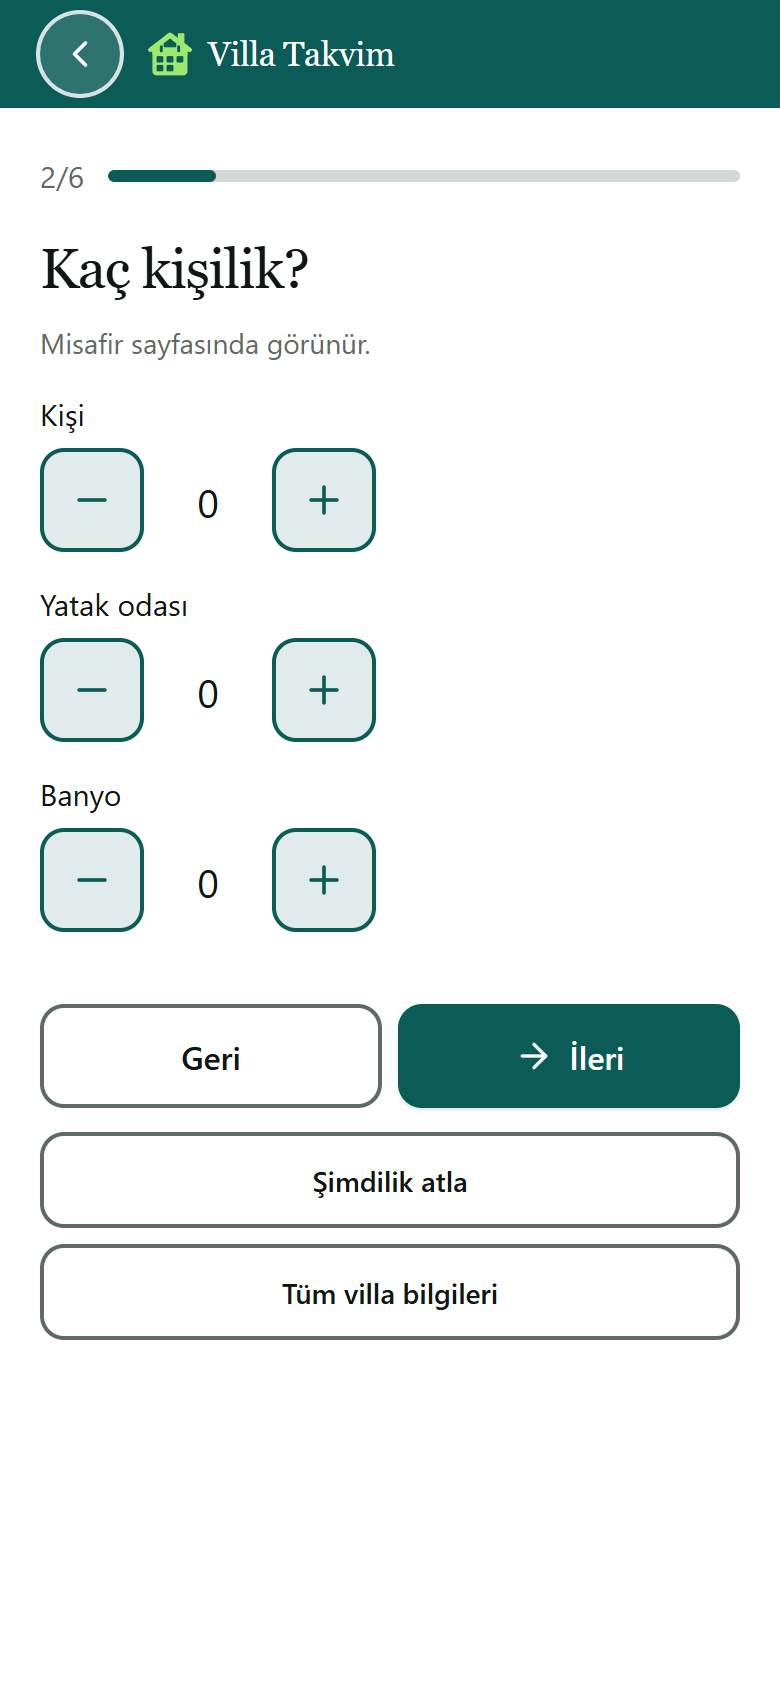 Villa Takvim
2/6
Kaç kişilik?
Misafir sayfasında görünür.
Kişi
− 0 +
Yatak odası
− 0 +
Banyo
− 0 +
Geri
→ İleri
Şimdilik atla
Tüm villa bilgileri